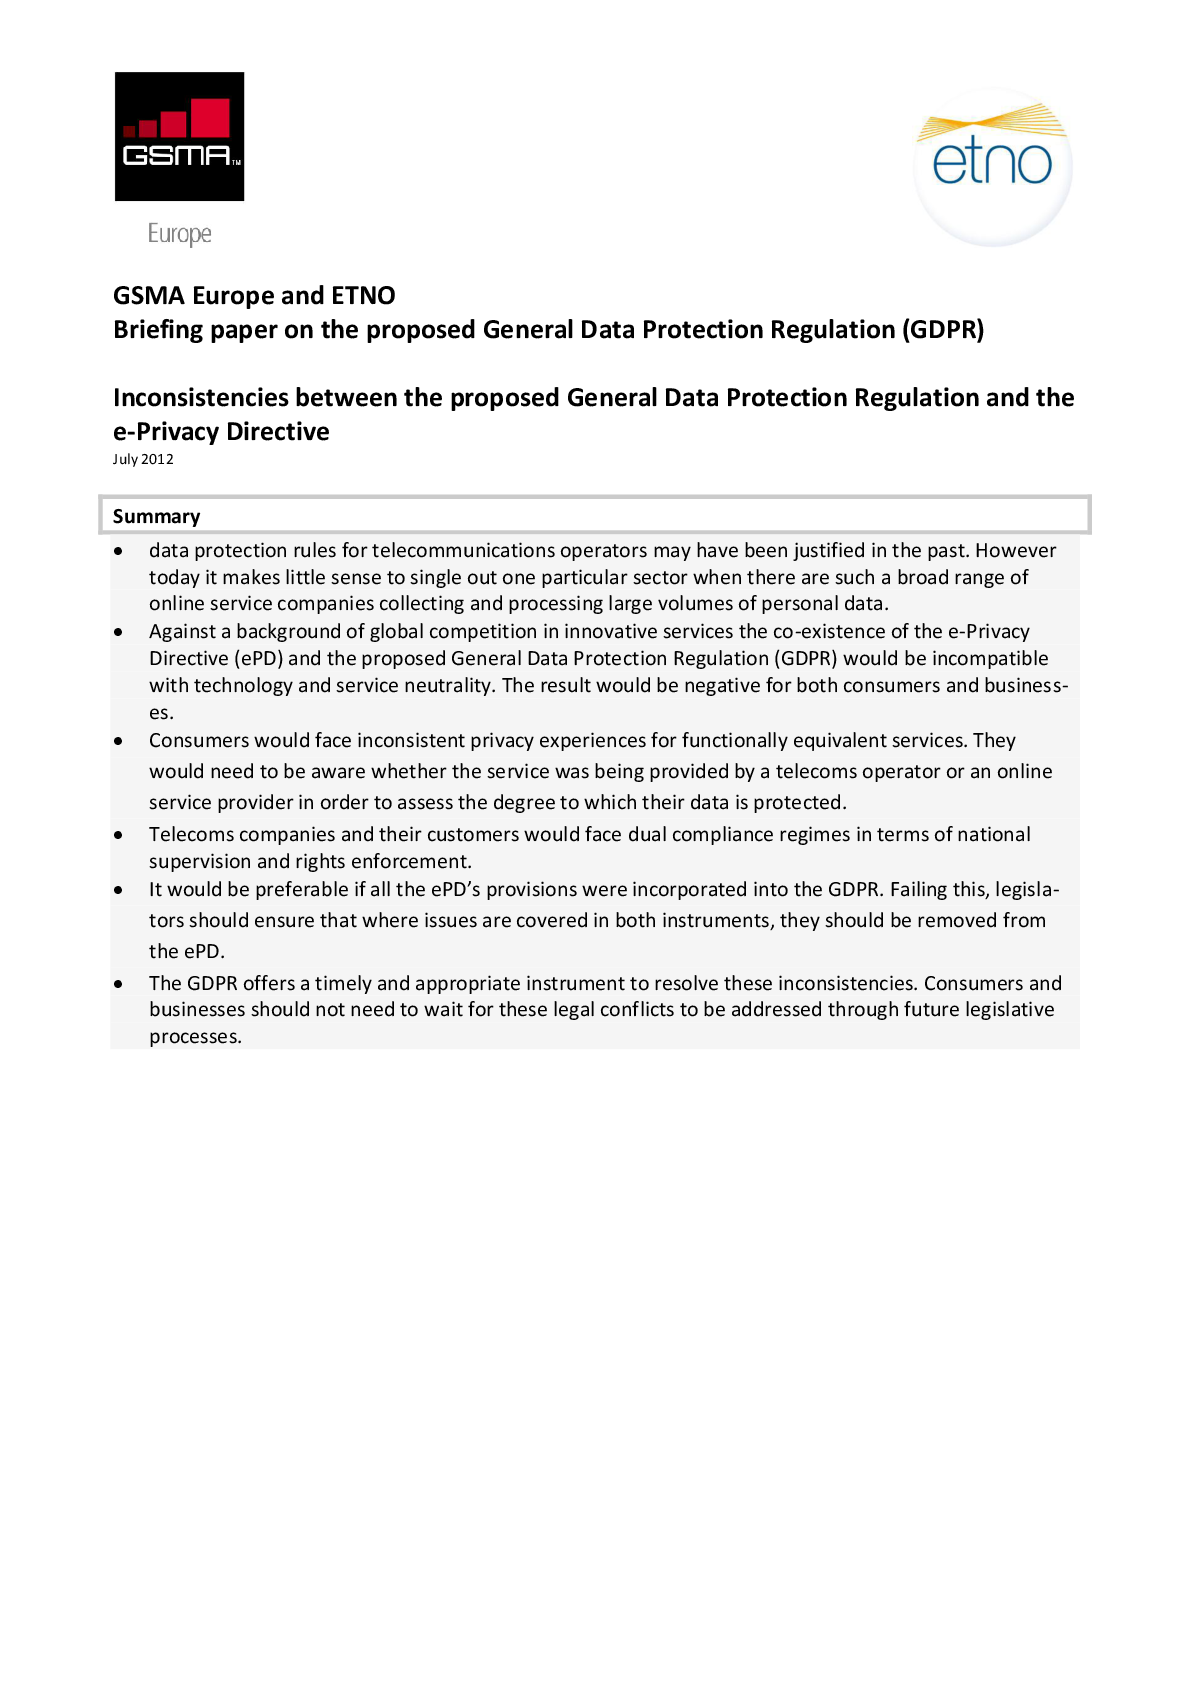 GSMA™
etno
Europe
GSMA Europe and ETNO
Briefing paper on the proposed General Data Protection Regulation (GDPR)
Inconsistencies between the proposed General Data Protection Regulation and the
e-Privacy Directive
July 2012
Summary
• data protection rules for telecommunications operators may have been justified in the past. However
today it makes little sense to single out one particular sector when there are such a broad range of
online service companies collecting and processing large volumes of personal data.
• Against a background of global competition in innovative services the co-existence of the e-Privacy
Directive (ePD) and the proposed General Data Protection Regulation (GDPR) would be incompatible
with technology and service neutrality. The result would be negative for both consumers and business-
es.
• Consumers would face inconsistent privacy experiences for functionally equivalent services. They
would need to be aware whether the service was being provided by a telecoms operator or an online
service provider in order to assess the degree to which their data is protected.
• Telecoms companies and their customers would face dual compliance regimes in terms of national
supervision and rights enforcement.
• It would be preferable if all the ePD’s provisions were incorporated into the GDPR. Failing this, legisla-
tors should ensure that where issues are covered in both instruments, they should be removed from
the ePD.
• The GDPR offers a timely and appropriate instrument to resolve these inconsistencies. Consumers and
businesses should not need to wait for these legal conflicts to be addressed through future legislative
processes.